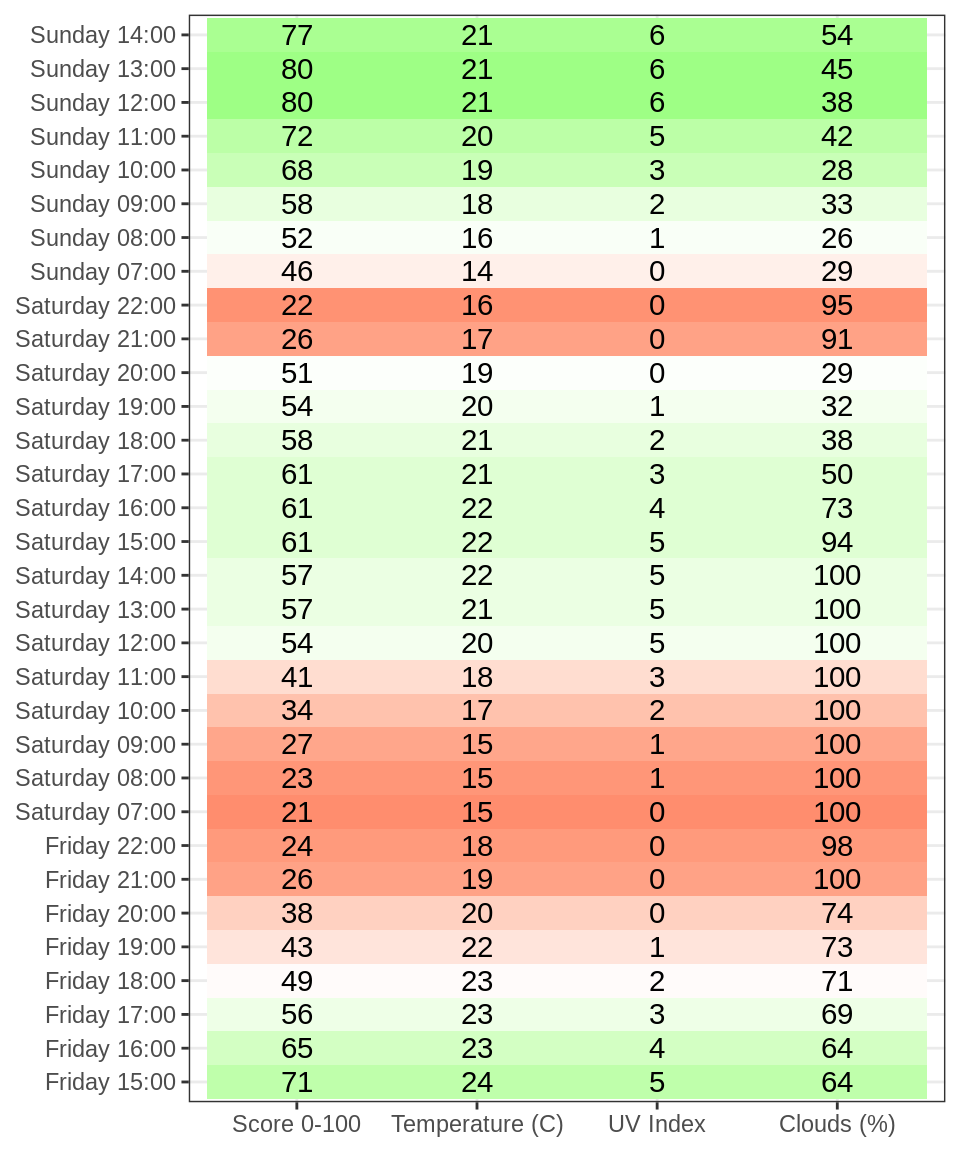 Sunday 14:00 77 21 6 54
Sunday 13:00 80 21 6 45
Sunday 12:00 80 21 6 38
Sunday 11:00 72 20 5 42
Sunday 10:00 68 19 3 28
Sunday 09:00 58 18 2 33
Sunday 08:00 52 16 1 26
Sunday 07:00 46 14 0 29
Saturday 22:00 22 16 0 95
Saturday 21:00 26 17 0 91
Saturday 20:00 51 19 0 29
Saturday 19:00 54 20 1 32
Saturday 18:00 58 21 2 38
Saturday 17:00 61 21 3 50
Saturday 16:00 61 22 4 73
Saturday 15:00 61 22 5 94
Saturday 14:00 57 22 5 100
Saturday 13:00 57 21 5 100
Saturday 12:00 54 20 5 100
Saturday 11:00 41 18 3 100
Saturday 10:00 34 17 2 100
Saturday 09:00 27 15 1 100
Saturday 08:00 23 15 1 100
Saturday 07:00 21 15 0 100
Friday 22:00 24 18 0 98
Friday 21:00 26 19 0 100
Friday 20:00 38 20 0 74
Friday 19:00 43 22 1 73
Friday 18:00 49 23 2 71
Friday 17:00 56 23 3 69
Friday 16:00 65 23 4 64
Friday 15:00 71 24 5 64
Score 0-100 Temperature (C) UV Index Clouds (%)